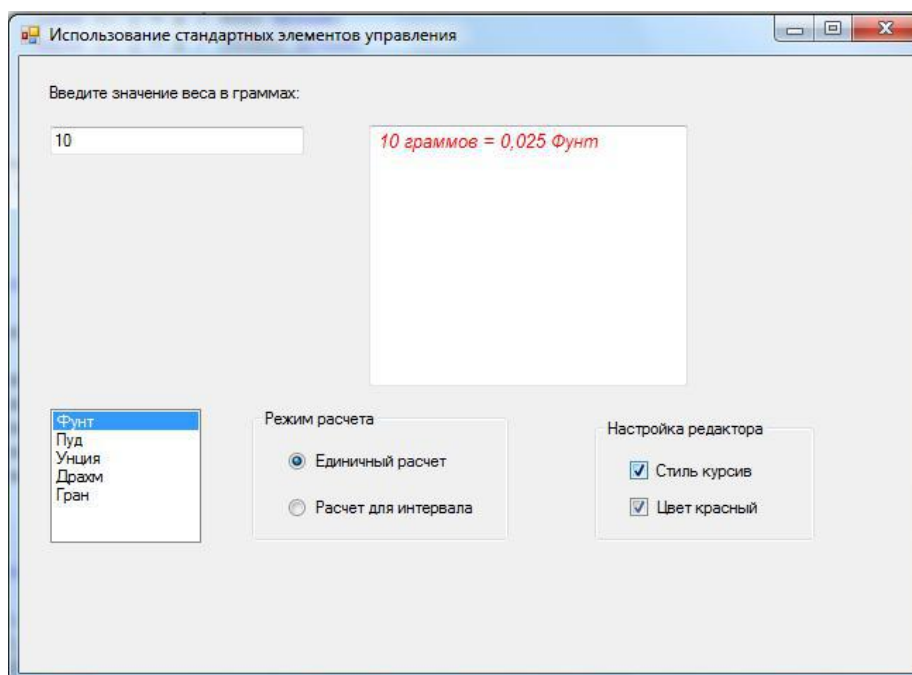 Использование стандартных элементов управления
Введите значение веса в граммах:
10
10 граммов = 0,025 Фунт
Фунт
Пуд
Унция
Драхм
Гран
Режим расчета
Единичный расчет
Расчет для интервала
Настройка редактора
Стиль курсив
Цвет красный